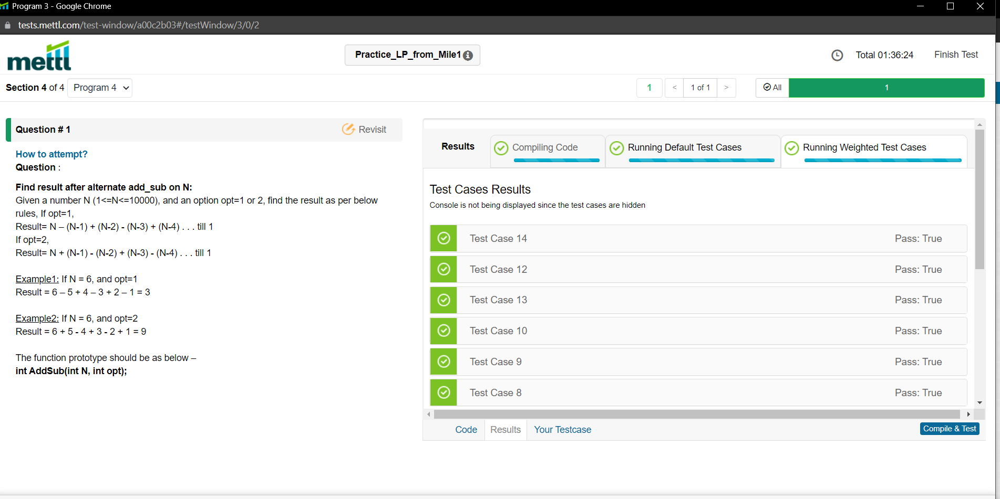 Program 3 - Google Chrome
tests.mettl.com/test-window/a00c2b03#/testWindow/3/0/2
mettl
Practice_LP_from_Mile1
Total 01:36:24
Finish Test
Section 4 of 4
Program 4
1
<
1 of 1
>
All
1
Question # 1
Revisit
How to attempt?
Question :
Find result after alternate add_sub on N:
Given a number N (1<=N<=10000), and an option opt=1 or 2, find the result as per below
rules, If opt=1,
Result= N – (N-1) + (N-2) - (N-3) + (N-4) . . . till 1
If opt=2,
Result= N + (N-1) - (N-2) + (N-3) - (N-4) . . . till 1
Example1: If N = 6, and opt=1
Result = 6 – 5 + 4 – 3 + 2 – 1 = 3
Example2: If N = 6, and opt=2
Result = 6 + 5 - 4 + 3 - 2 + 1 = 9
The function prototype should be as below –
int AddSub(int N, int opt);
Results
Compiling Code
Running Default Test Cases
Running Weighted Test Cases
Test Cases Results
Console is not being displayed since the test cases are hidden
Test Case 14 Pass: True
Test Case 12 Pass: True
Test Case 13 Pass: True
Test Case 10 Pass: True
Test Case 9 Pass: True
Test Case 8 Pass: True
Code
Results
Your Testcase
Compile & Test